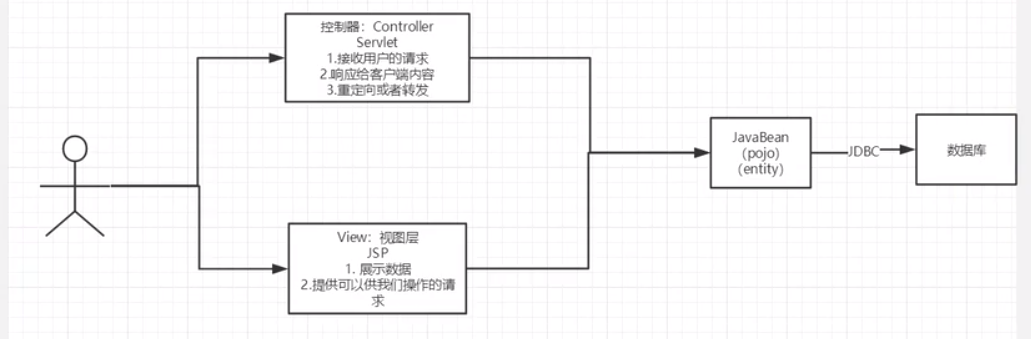 控制器：Controller
Servlet
1.接收用户的请求
2.响应给客户端内容
3.重定向或者转发
View：视图层
JSP
1. 展示数据
2.提供可以供我们操作的请
求
JavaBean
（pojo）
（entity）
JDBC
数据库